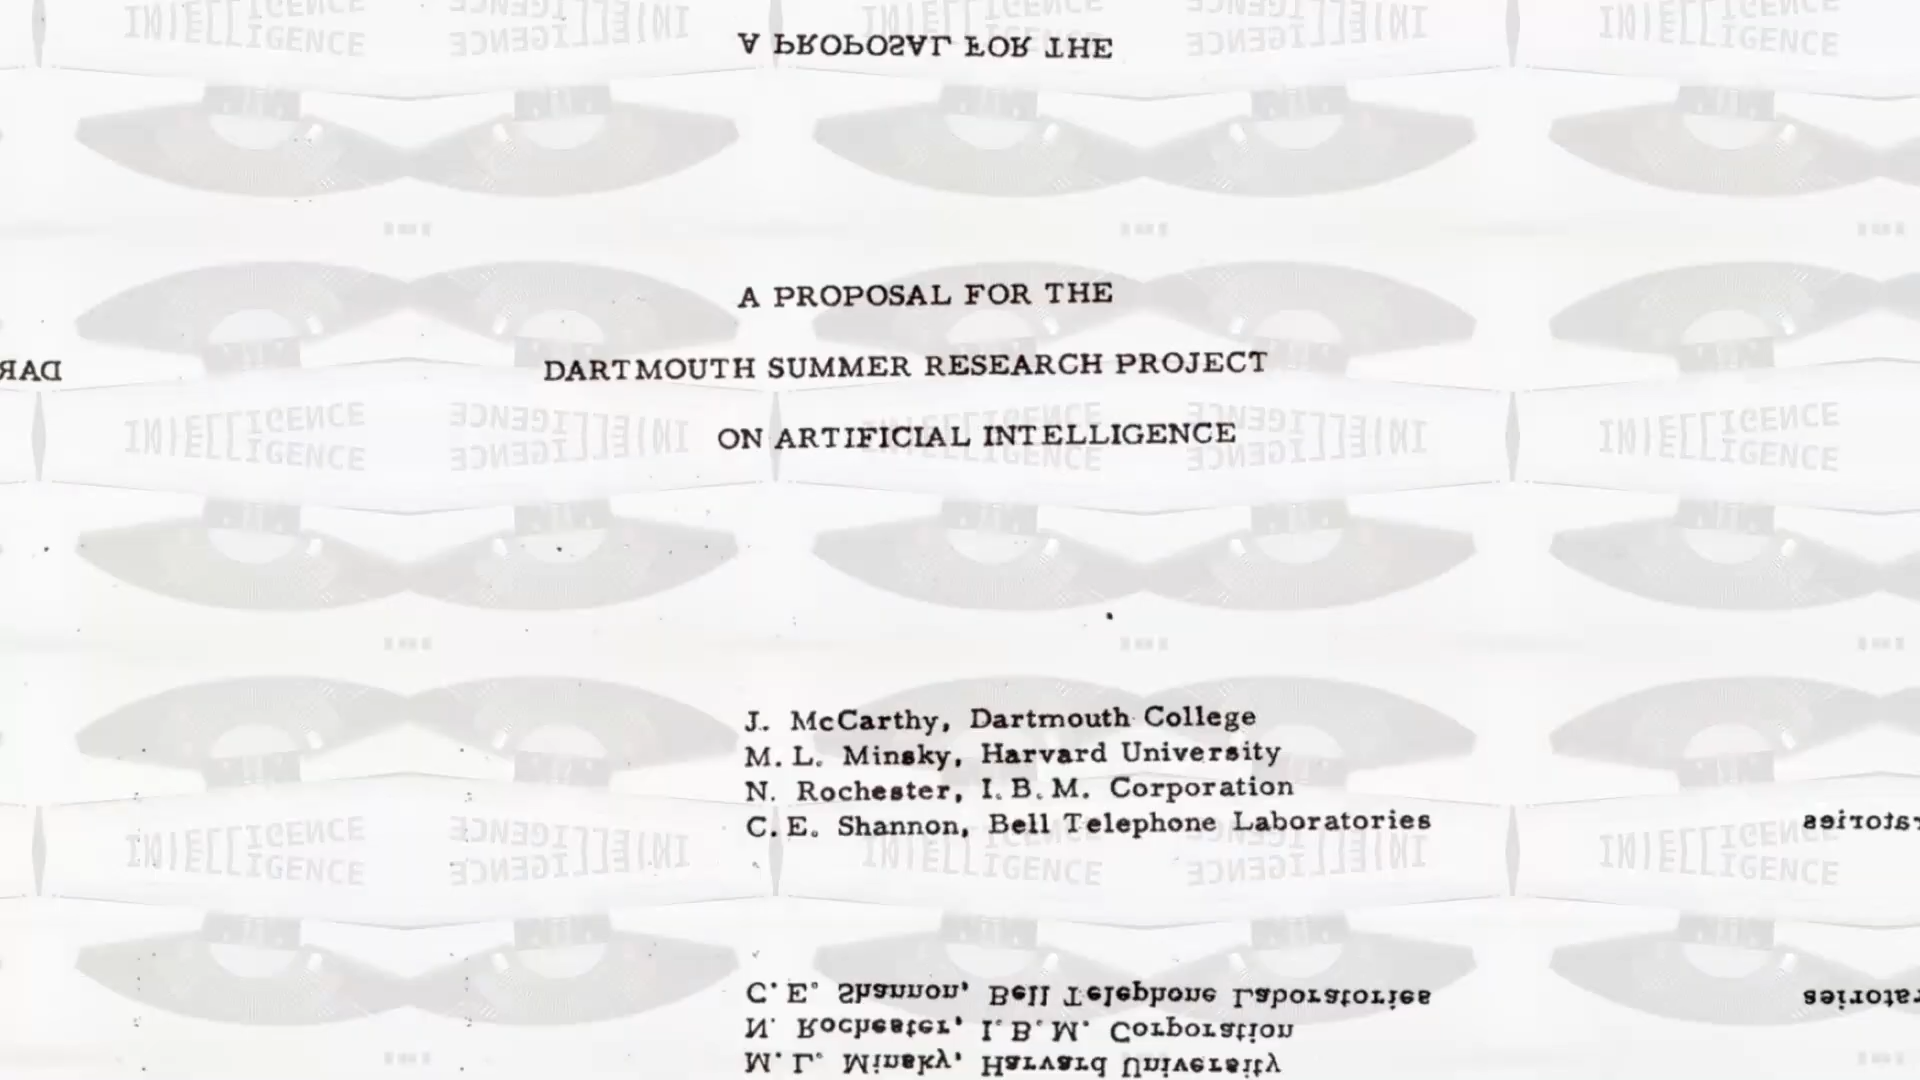 A PROPOSAL FOR THE
A PROPOSAL FOR THE
DARTMOUTH SUMMER RESEARCH PROJECT
ON ARTIFICIAL INTELLIGENCE
J. McCarthy, Dartmouth College
M. L. Minsky, Harvard University
N. Rochester, I. B. M. Corporation
C. E. Shannon, Bell Telephone Laboratories
C. E. Shannon, Bell Telephone Laboratories
N. Rochester, I. B. M. Corporation
M. L. Minsky, Harvard University